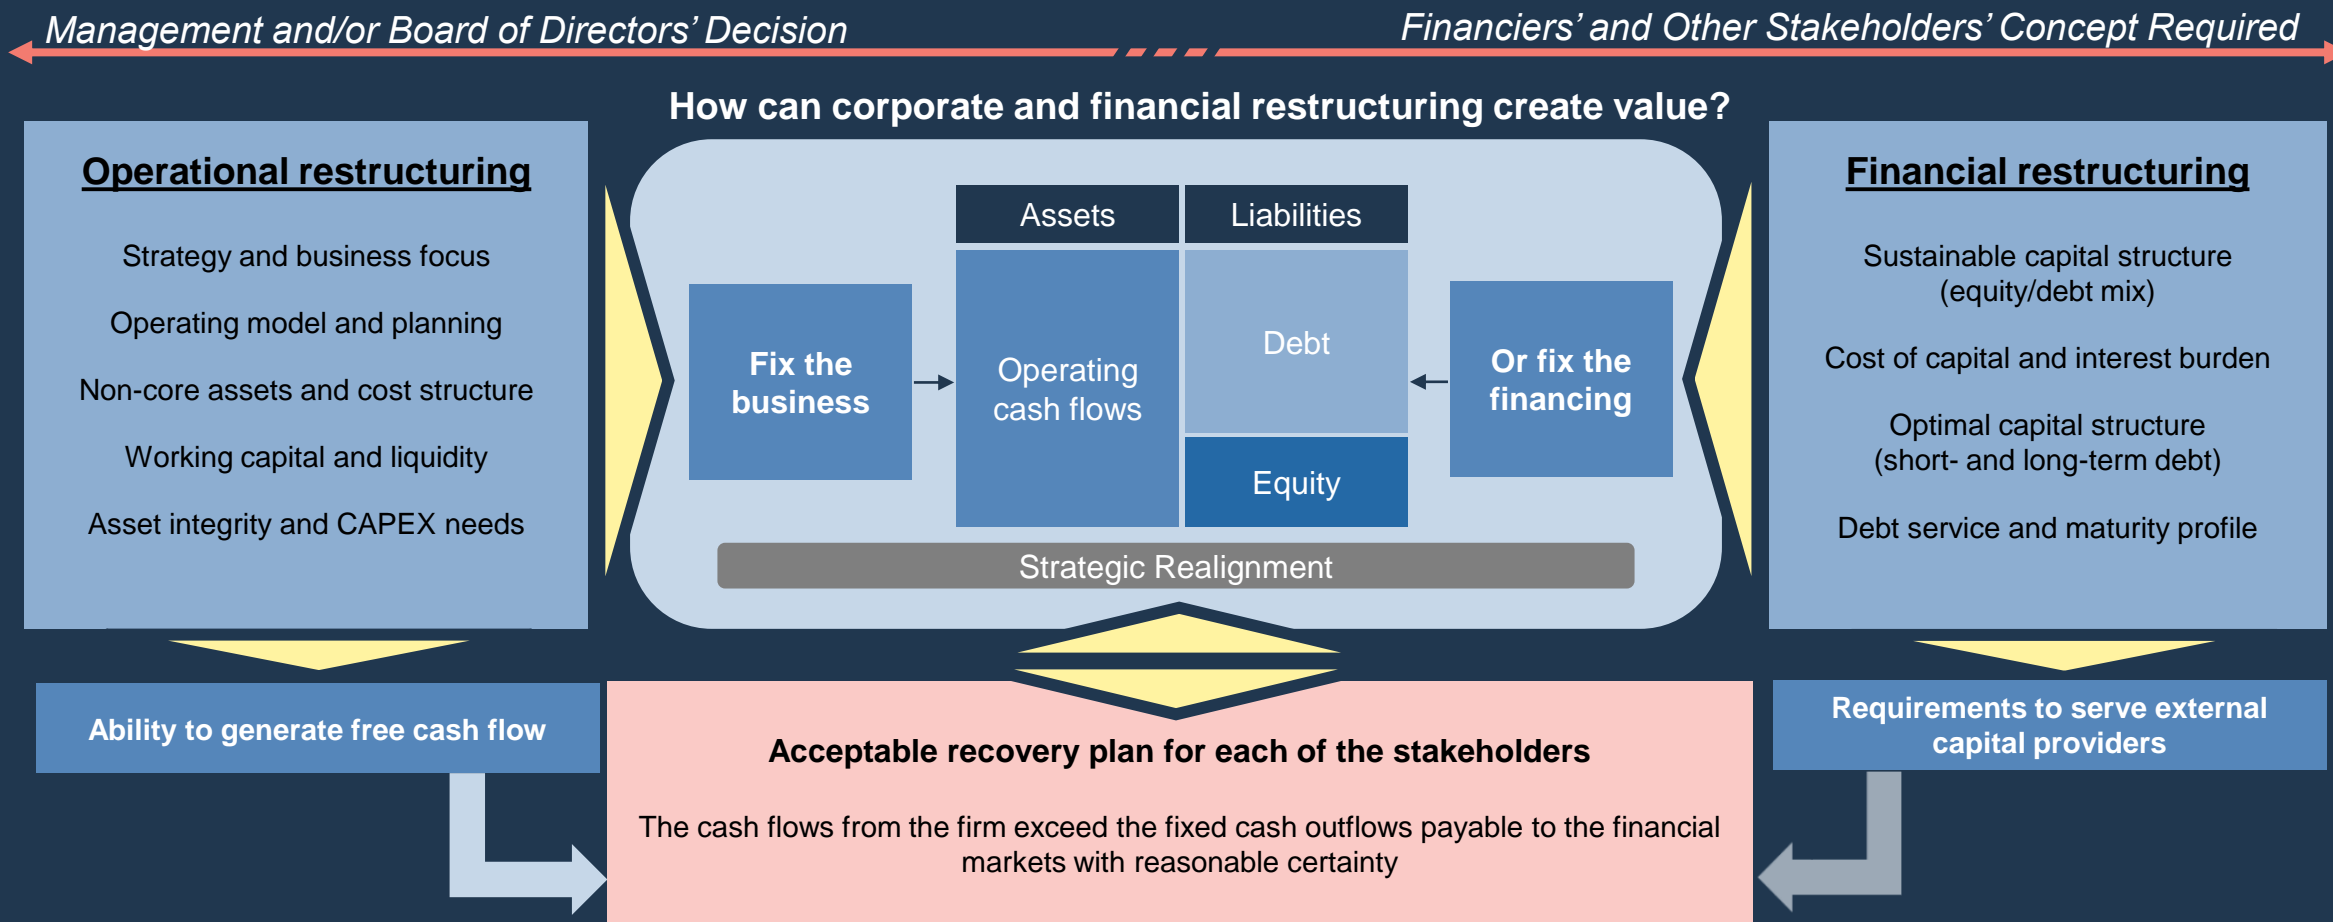 Management and/or Board of Directors’ Decision
Financiers’ and Other Stakeholders’ Concept Required
How can corporate and financial restructuring create value?
Operational restructuring
Strategy and business focus
Operating model and planning
Non-core assets and cost structure
Working capital and liquidity
Asset integrity and CAPEX needs
Assets
Liabilities
Fix the
business
Operating
cash flows
Debt
Equity
Or fix the
financing
Strategic Realignment
Financial restructuring
Sustainable capital structure
(equity/debt mix)
Cost of capital and interest burden
Optimal capital structure
(short- and long-term debt)
Debt service and maturity profile
Ability to generate free cash flow
Acceptable recovery plan for each of the stakeholders
The cash flows from the firm exceed the fixed cash outflows payable to the financial
markets with reasonable certainty
Requirements to serve external
capital providers